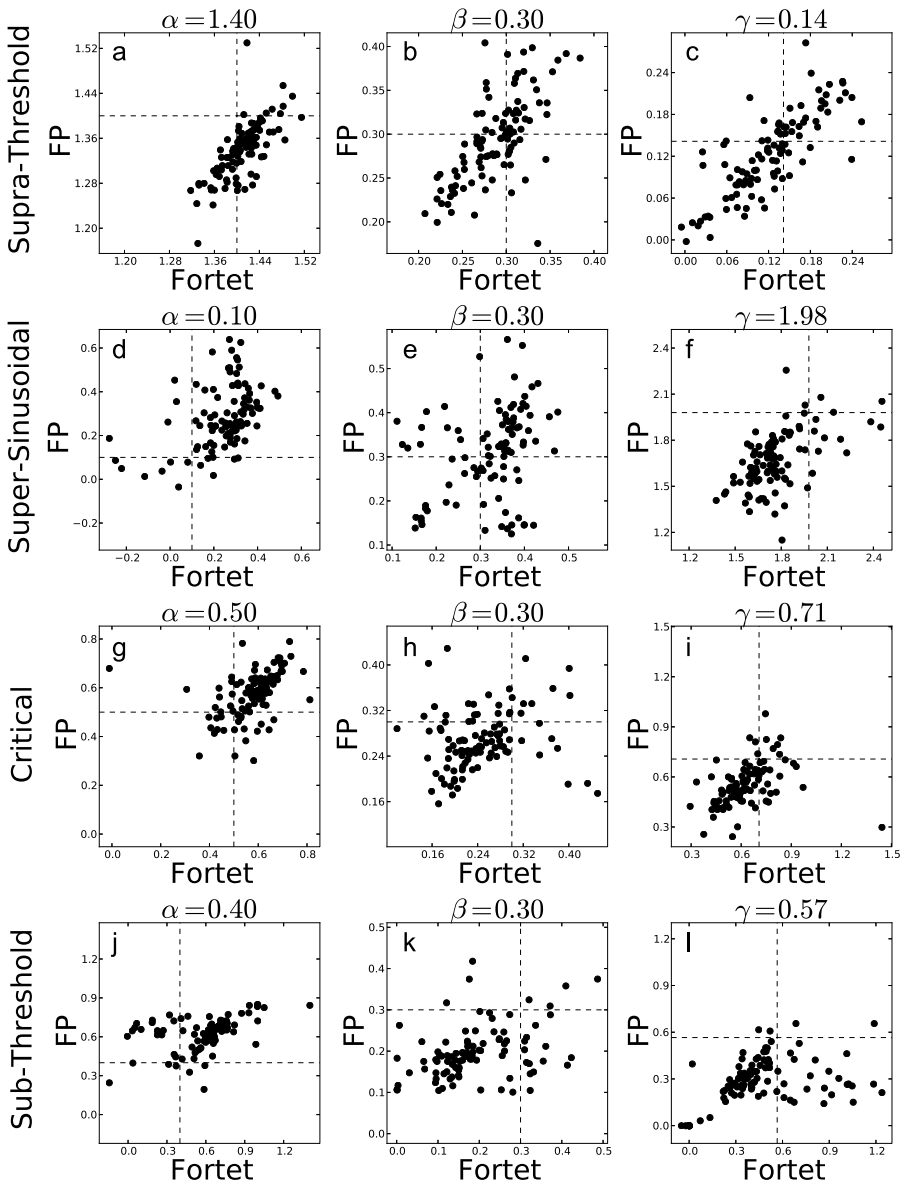 Supra-Threshold
α=1.40
a
FP
1.52
1.44
1.36
1.28
1.20
1.20 1.28 1.36 1.44 1.52
Fortet
β=0.30
b
FP
0.40
0.35
0.30
0.25
0.20
0.20 0.25 0.30 0.35 0.40
Fortet
γ=0.14
c
FP
0.24
0.18
0.12
0.06
0.00
0.00 0.06 0.12 0.18 0.24
Fortet
Super-Sinusoidal
α=0.10
d
FP
0.6
0.4
0.2
0.0
−0.2
−0.2 0.0 0.2 0.4 0.6
Fortet
β=0.30
e
FP
0.5
0.4
0.3
0.2
0.1
0.1 0.2 0.3 0.4 0.5
Fortet
γ=1.98
f
FP
2.4
2.1
1.8
1.5
1.2
1.2 1.5 1.8 2.1 2.4
Fortet
Critical
α=0.50
g
FP
0.8
0.6
0.4
0.2
0.0
0.0 0.2 0.4 0.6 0.8
Fortet
β=0.30
h
FP
0.40
0.32
0.24
0.16
0.16 0.24 0.32 0.40
Fortet
γ=0.71
i
FP
1.5
1.2
0.9
0.6
0.3
0.3 0.6 0.9 1.2 1.5
Fortet
Sub-Threshold
α=0.40
j
FP
1.2
0.9
0.6
0.3
0.0
0.0 0.3 0.6 0.9 1.2
Fortet
β=0.30
k
FP
0.5
0.4
0.3
0.2
0.1
0.0
0.0 0.1 0.2 0.3 0.4 0.5
Fortet
γ=0.57
l
FP
1.2
0.9
0.6
0.3
0.0
0.0 0.3 0.6 0.9 1.2
Fortet